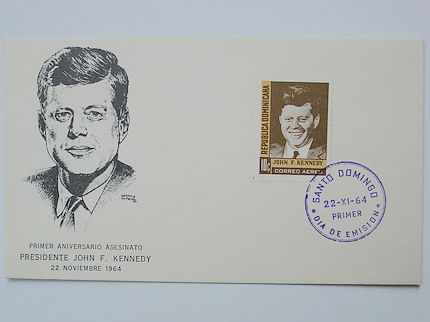 REPUBLICA DOMINICANA
JOHN F. KENNEDY
10c
CORREO AEREO
SANTO DOMINGO
22-XI-64
PRIMER
DIA DE EMISION
PRIMER ANIVERSARIO ASESINATO
PRESIDENTE JOHN F. KENNEDY
22 NOVIEMBRE 1964